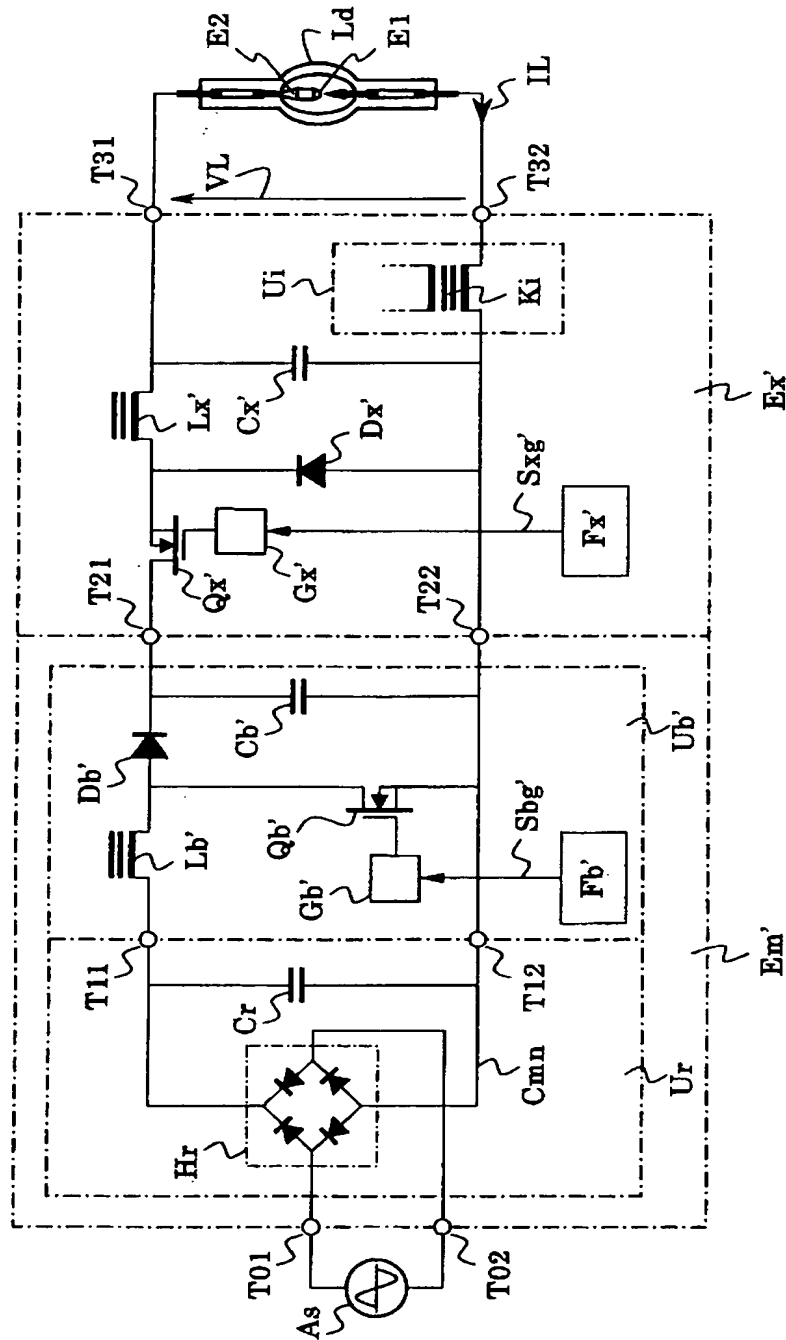 E2
Ld
E1
IL
T31
VL
T32
Ui
Ki
Lx'
Cx'
Dx'
Ex'
Sxg'
Qx'
Gx'
Fx'
T21
T22
Cb'
Db'
Ub'
Lb'
Qb'
Gb'
Sbg'
Fb'
T11
T12
Em'
Cr
Cmn
Hr
Ur
T01
T02
As